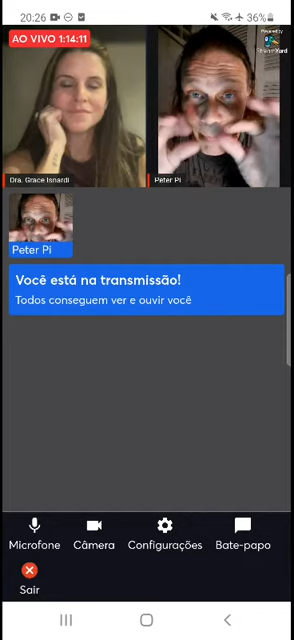 20:26
36%
AO VIVO 1:14:11
Powered by
StreamYard
Dra. Grace Isnardi
Peter Pi
Peter Pi
Você está na transmissão!
Todos conseguem ver e ouvir você
Microfone
Câmera
Configurações
Bate-papo
Sair